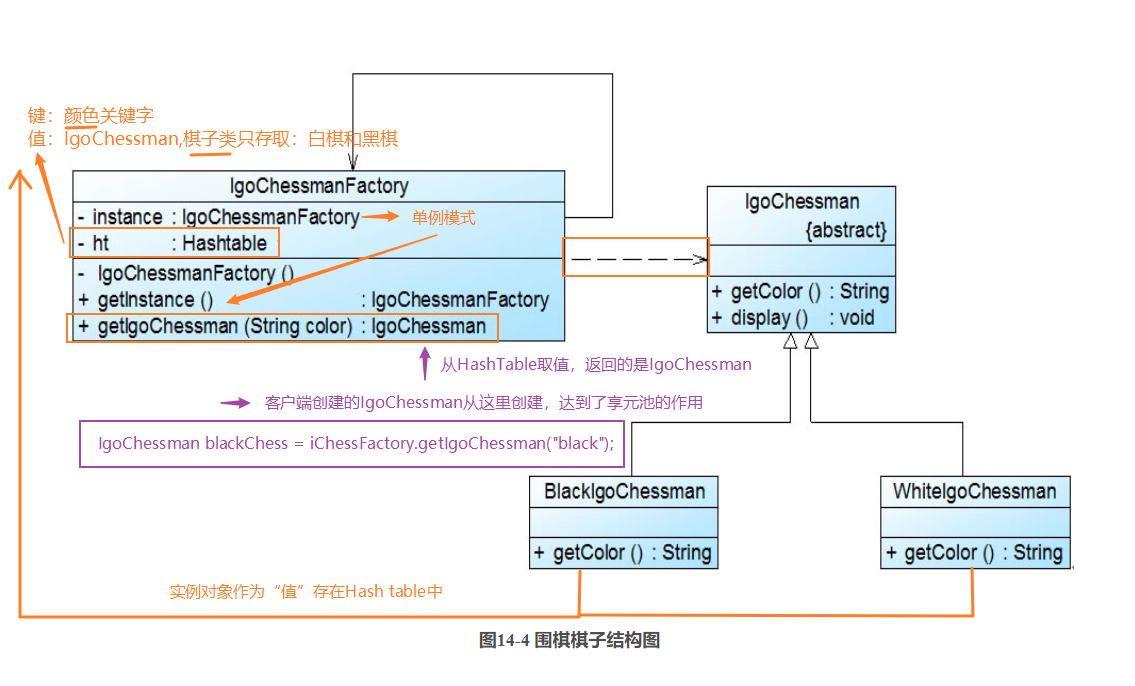 键：颜色关键字
值：IgoChessman,棋子类只存取：白棋和黑棋
IgoChessmanFactory
- instance : IgoChessmanFactory
单例模式
- ht : Hashtable
- IgoChessmanFactory ()
+ getInstance () : IgoChessmanFactory
+ getIgoChessman (String color) : IgoChessman
IgoChessman
{abstract}
+ getColor () : String
+ display () : void
从HashTable取值，返回的是IgoChessman
客户端创建的IgoChessman从这里创建，达到了享元池的作用
IgoChessman blackChess = iChessFactory.getIgoChessman("black");
BlackIgoChessman
+ getColor () : String
WhiteIgoChessman
+ getColor () : String
实例对象作为“值”存在Hash table中
图14-4 围棋棋子结构图